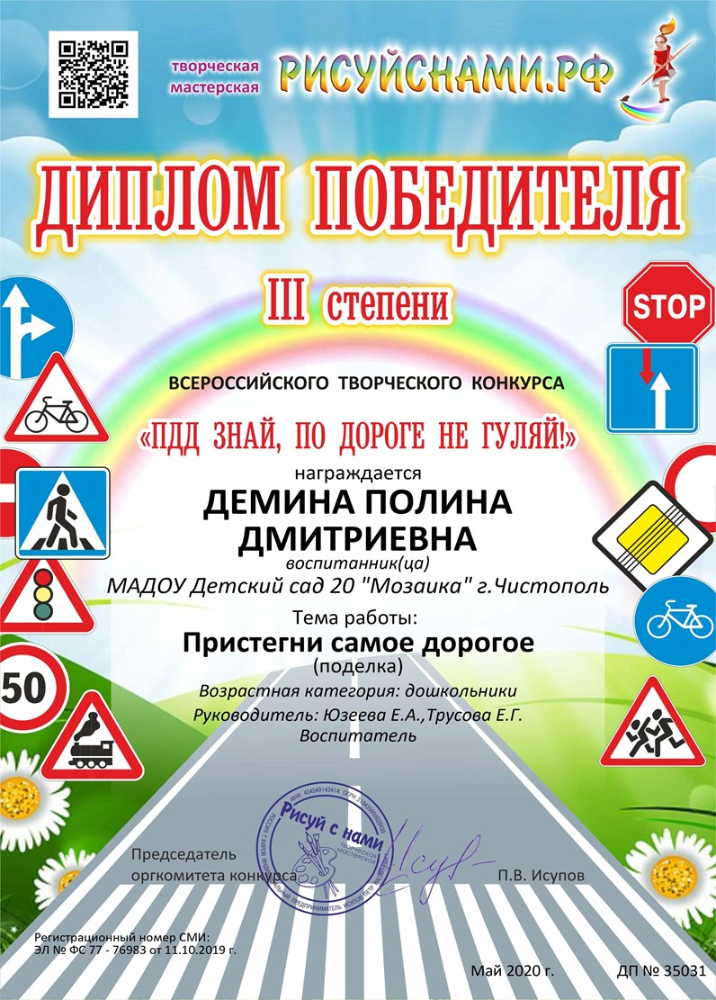 творческая
мастерская
РИСУЙСНАМИ.РФ
ДИПЛОМ ПОБЕДИТЕЛЯ
III степени
STOP
ВСЕРОССИЙСКОГО ТВОРЧЕСКОГО КОНКУРСА
«ПДД ЗНАЙ, ПО ДОРОГЕ НЕ ГУЛЯЙ!»
награждается
ДЕМИНА ПОЛИНА
ДМИТРИЕВНА
воспитанник(ца)
МАДОУ Детский сад 20 "Мозаика" г.Чистополь
Тема работы:
Пристегни самое дорогое
(поделка)
50
Возрастная категория: дошкольники
Руководитель: Юзеева Е.А.,Трусова Е.Г.
Воспитатель
Рисуй с нами
творческая
мастерская
Председатель
оргкомитета конкурса
П.В. Исупов
Регистрационный номер СМИ:
ЭЛ № ФС 77 - 76983 от 11.10.2019 г.
Май 2020 г.
ДП № 35031